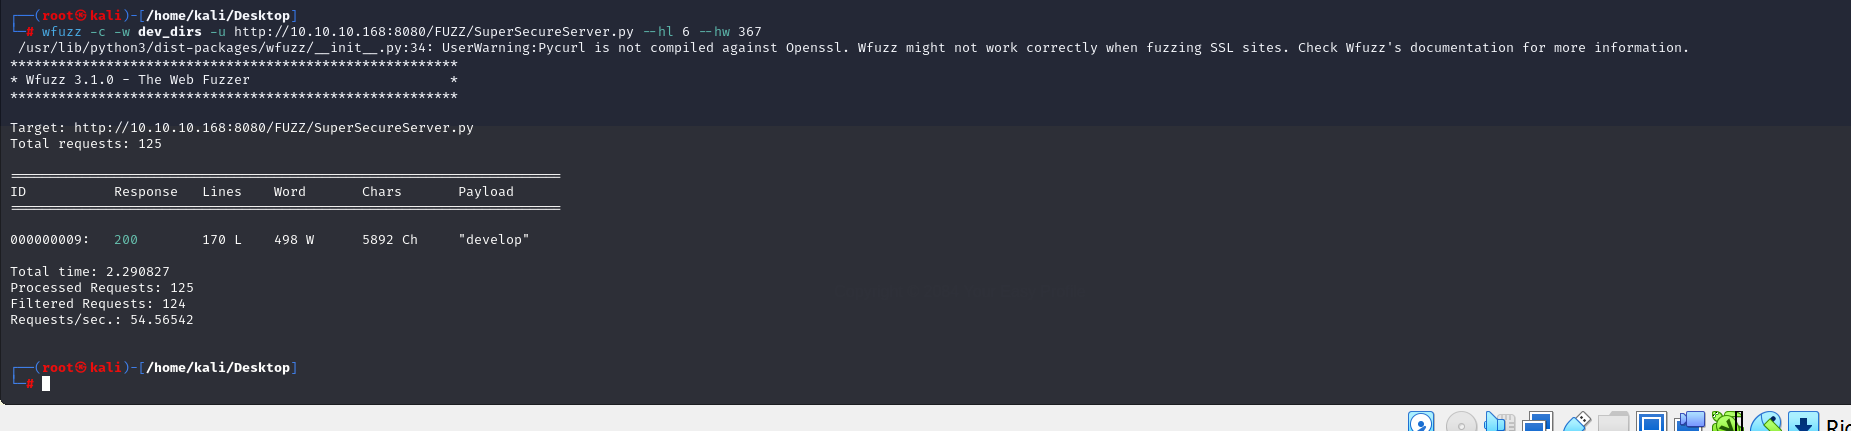 ┌──(root㉿kali)-[/home/kali/Desktop]
└─# wfuzz -c -w dev_dirs -u http://10.10.10.168:8080/FUZZ/SuperSecureServer.py --hl 6 --hw 367
/usr/lib/python3/dist-packages/wfuzz/__init__.py:34: UserWarning:Pycurl is not compiled against Openssl. Wfuzz might not work correctly when fuzzing SSL sites. Check Wfuzz's documentation for more information.
********************************************************
* Wfuzz 3.1.0 - The Web Fuzzer                         *
********************************************************
Target: http://10.10.10.168:8080/FUZZ/SuperSecureServer.py
Total requests: 125
=====================================================================
ID           Response   Lines    Word       Chars       Payload
=====================================================================
000000009:   200        170 L    498 W      5892 Ch     "develop"
Total time: 2.290827
Processed Requests: 125
Filtered Requests: 124
Requests/sec.: 54.56542
┌──(root㉿kali)-[/home/kali/Desktop]
└─#